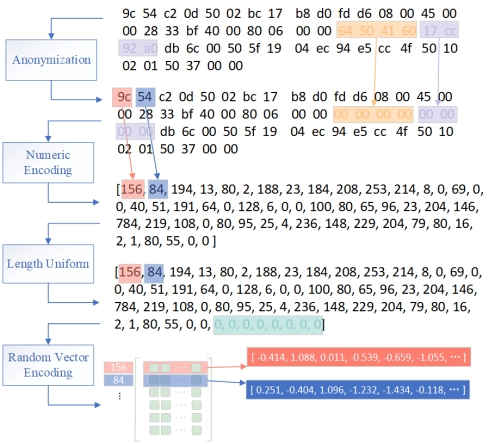 9c 54 c2 0d 50 02 bc 17 b8 d0 fd d6 08 00 45 00
00 28 33 bf 40 00 80 06 00 00 64 50 41 60 17 cc
92 a0 db 6c 00 50 5f 19 04 ec 94 e5 cc 4f 50 10
02 01 50 37 00 00
Anonymization
9c 54 c2 0d 50 02 bc 17 b8 d0 fd d6 08 00 45 00
00 28 33 bf 40 00 80 06 00 00 00 00 00 00 00 00
00 00 db 6c 00 50 5f 19 04 ec 94 e5 cc 4f 50 10
02 01 50 37 00 00
Numeric
Encoding
[156, 84, 194, 13, 80, 2, 188, 23, 184, 208, 253, 214, 8, 0, 69, 0,
0, 40, 51, 191, 64, 0, 128, 6, 0, 0, 100, 80, 65, 96, 23, 204, 146,
784, 219, 108, 0, 80, 95, 25, 4, 236, 148, 229, 204, 79, 80, 16,
2, 1, 80, 55, 0, 0 ]
Length Uniform
[156, 84, 194, 13, 80, 2, 188, 23, 184, 208, 253, 214, 8, 0, 69, 0,
0, 40, 51, 191, 64, 0, 128, 6, 0, 0, 100, 80, 65, 96, 23, 204, 146,
784, 219, 108, 0, 80, 95, 25, 4, 236, 148, 229, 204, 79, 80, 16,
2, 1, 80, 55, 0, 0, 0, 0, 0, 0, 0, 0, 0, 0, 0]
Random Vector
Encoding
156
84
⋮
[ -0.414, 1.088, 0.011, -0.539, -0.659, -1.055, ⋯ ]
[ 0.251, -0.404, 1.096, -1.232, -1.434, -0.118, ⋯ ]